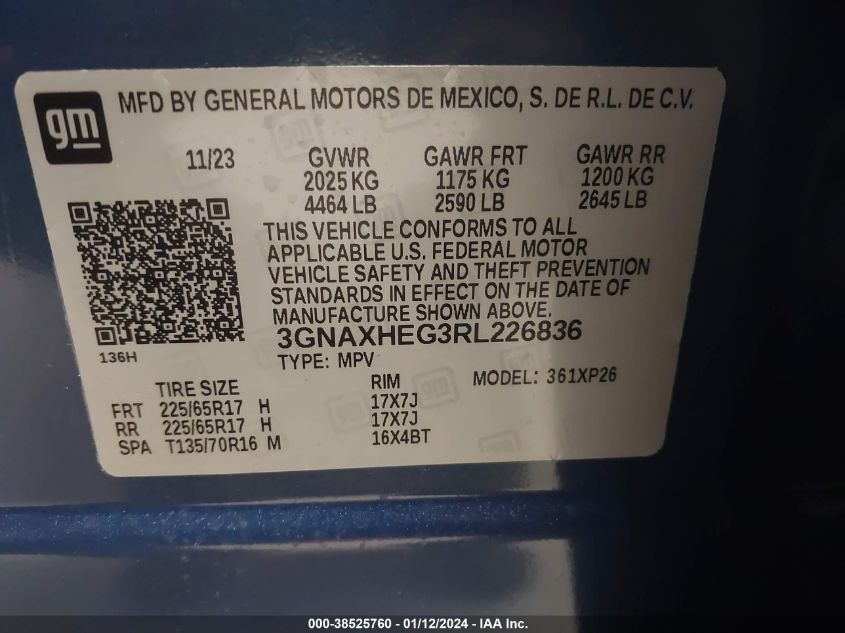 gm
MFD BY GENERAL MOTORS DE MEXICO, S. DE R.L. DE C.V.
11/23 GVWR GAWR FRT GAWR RR
2025 KG 1175 KG 1200 KG
4464 LB 2590 LB 2645 LB
THIS VEHICLE CONFORMS TO ALL
APPLICABLE U.S. FEDERAL MOTOR
VEHICLE SAFETY AND THEFT PREVENTION
STANDARDS IN EFFECT ON THE DATE OF
MANUFACTURE SHOWN ABOVE.
3GNAXHEG3RL226836
136H
TYPE: MPV
MODEL: 361XP26
TIRE SIZE RIM
FRT 225/65R17 H 17X7J
RR 225/65R17 H 17X7J
SPA T135/70R16 M 16X4BT
000-38525760 - 01/12/2024 - IAA Inc.